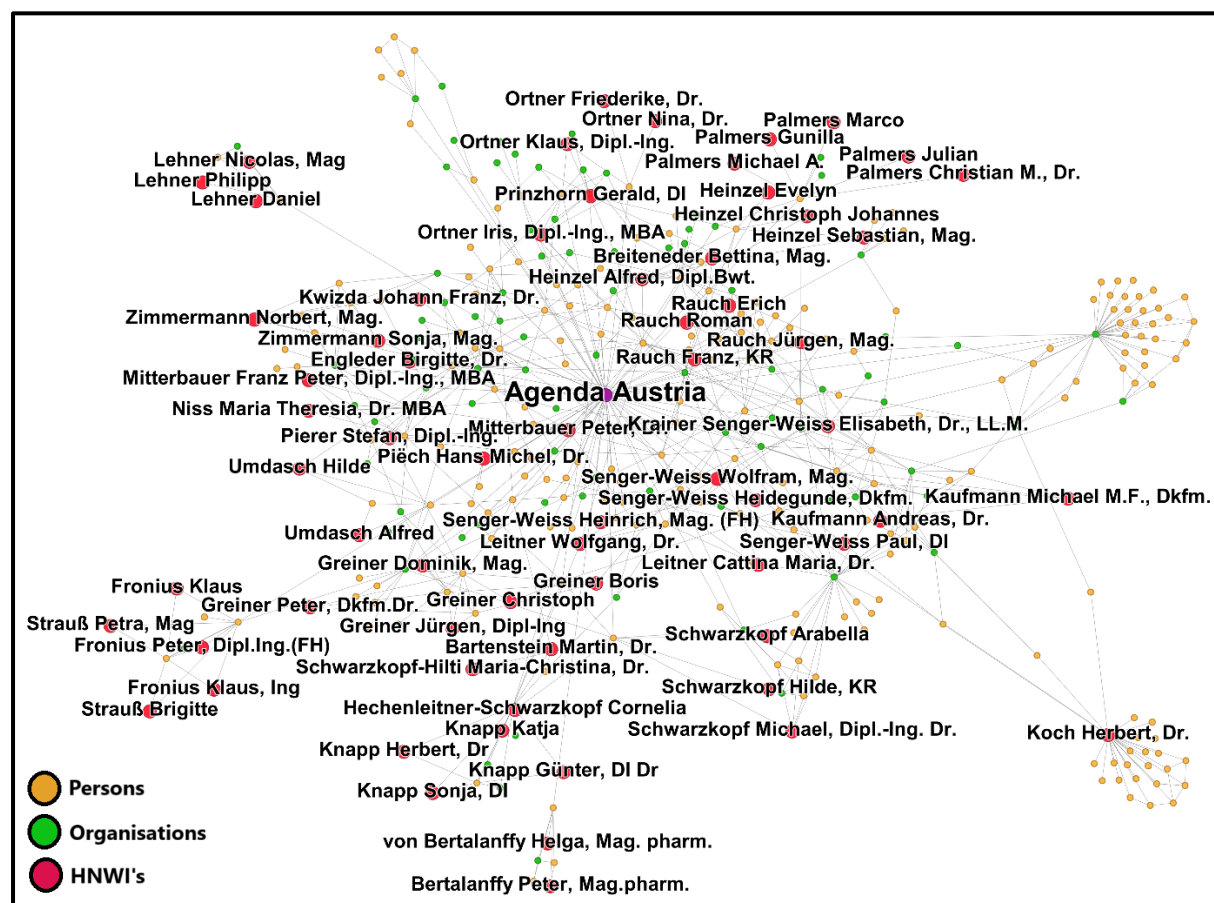 Ortner Friederike, Dr.
Ortner Nina, Dr.
Palmers Marco
Ortner Klaus, Dipl.-Ing.
Palmers Gunilla
Lehner Nicolas, Mag
Palmers Michael A.
Palmers Julian
Lehner Philipp
Palmers Christian M., Dr.
Lehner Daniel
Prinzhorn Gerald, DI
Heinzel Evelyn
Heinzel Christoph Johannes
Ortner Iris, Dipl.-Ing., MBA
Heinzel Sebastian, Mag.
Breiteneder Bettina, Mag.
Heinzel Alfred, Dipl.Bwt.
Kwizda Johann Franz, Dr.
Rauch Erich
Zimmermann Norbert, Mag.
Rauch Roman
Zimmermann Sonja, Mag.
Rauch Jürgen, Mag.
Engleder Birgitte, Dr.
Rauch Franz, KR
Mitterbauer Franz Peter, Dipl.-Ing., MBA
Agenda Austria
Niss Maria Theresia, Dr. MBA
Mitterbauer Peter,
Krainer Senger-Weiss Elisabeth, Dr., LL.M.
Pierer Stefan, Dipl.-Ing.
Piëch Hans Michel, Dr.
Umdasch Hilde
Senger-Weiss Wolfram, Mag.
Senger-Weiss Heidegunde, Dkfm.
Kaufmann Michael M.F., Dkfm.
Senger-Weiss Heinrich, Mag. (FH)
Kaufmann Andreas, Dr.
Umdasch Alfred
Leitner Wolfgang, Dr.
Senger-Weiss Paul, DI
Greiner Dominik, Mag.
Leitner Cattina Maria, Dr.
Fronius Klaus
Greiner Boris
Greiner Peter, Dkfm.Dr.
Greiner Christoph
Strauß Petra, Mag
Greiner Jürgen, Dipl-Ing
Schwarzkopf Arabella
Fronius Peter, Dipl.Ing.(FH)
Bartenstein Martin, Dr.
Schwarzkopf-Hilti Maria-Christina, Dr.
Fronius Klaus, Ing
Schwarzkopf Hilde, KR
Strauß Brigitte
Hechenleitner-Schwarzkopf Cornelia
Knapp Katja
Schwarzkopf Michael, Dipl.-Ing. Dr.
Koch Herbert, Dr.
Knapp Herbert, Dr
Knapp Günter, DI Dr
Knapp Sonja, DI
Persons
Organisations
von Bertalanffy Helga, Mag. pharm.
HNWI's
Bertalanffy Peter, Mag.pharm.